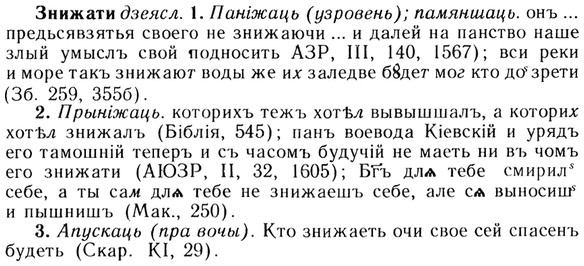 Знижати дзеясл. 1. Паніжаць (узровень); памяншаць. онъ ...
предьсявзятья своего не знижаючи ... и далей на панство наше
злый умыслъ свой подносить АЗР, III, 140, 1567); вси реки
и море такъ знижают воды же их заледве бꙋдет мог кто доˢзрети
(Зб. 259, 355б).
2. Прыніжаць. которихъ тежъ хотѣл вывышшалъ, а которих
хотѣл знижалъ (Біблія, 545); панъ воевода Кіевскій и урядъ
его тамошній теперъ и съ часомъ будучій не маеть ни въ чомъ
его знижати (АЮЗР, II, 32, 1605); Бг҃ъ длѧ тебе смирилˢ
себе, а ты сам длѧ тебе не знижаешъ себе, але сѧ выносишˢ
и пышнишъ (Мак., 250).
3. Апускаць (пра вочы). Кто знижаеть очи свое сей спасенъ
будеть (Скар. КІ, 29).